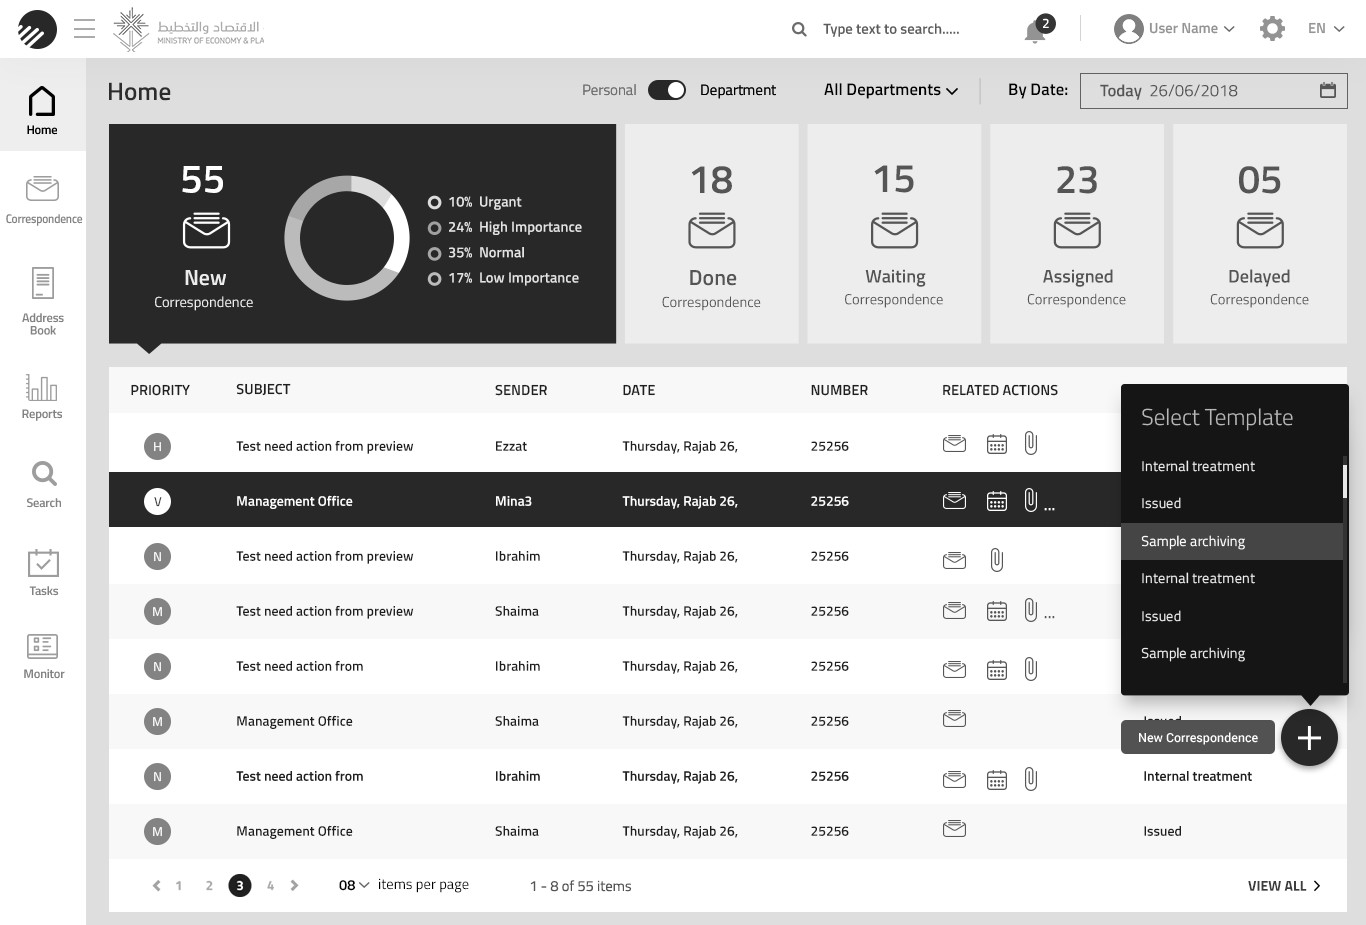 الاقتصاد والتخطيط
MINISTRY OF ECONOMY & PLA
Type text to search.....
2
User Name
EN
Home
Correspondence
Address
Book
Reports
Search
Tasks
Monitor
Home
Personal
Department
All Departments
By Date:
Today 26/06/2018
55
New
Correspondence
10% Urgant
24% High Importance
35% Normal
17% Low Importance
18
Done
Correspondence
15
Waiting
Correspondence
23
Assigned
Correspondence
05
Delayed
Correspondence
PRIORITY SUBJECT SENDER DATE NUMBER RELATED ACTIONS
H Test need action from preview Ezzat Thursday, Rajab 26, 25256
V Management Office Mina3 Thursday, Rajab 26, 25256 ...
N Test need action from preview Ibrahim Thursday, Rajab 26, 25256
M Test need action from preview Shaima Thursday, Rajab 26, 25256 ...
N Test need action from Ibrahim Thursday, Rajab 26, 25256
M Management Office Shaima Thursday, Rajab 26, 25256 Issued
N Test need action from Ibrahim Thursday, Rajab 26, 25256 Internal treatment
M Management Office Shaima Thursday, Rajab 26, 25256 Issued
Select Template
Internal treatment
Issued
Sample archiving
Internal treatment
Issued
Sample archiving
New Correspondence
1 2 3 4
08 items per page
1 - 8 of 55 items
VIEW ALL